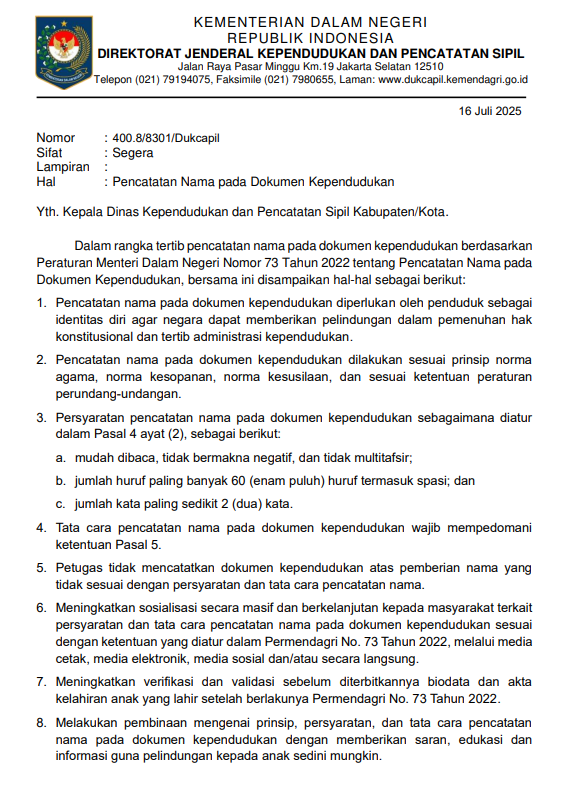 KEMENTERIAN DALAM NEGERI
REPUBLIK INDONESIA
DIREKTORAT JENDERAL KEPENDUDUKAN DAN PENCATATAN SIPIL
Jalan Raya Pasar Minggu Km.19 Jakarta Selatan 12510
Telepon (021) 79194075, Faksimile (021) 7980655, Laman: www.dukcapil.kemendagri.go.id
16 Juli 2025
Nomor : 400.8/8301/Dukcapil
Sifat : Segera
Lampiran :
Hal : Pencatatan Nama pada Dokumen Kependudukan
Yth. Kepala Dinas Kependudukan dan Pencatatan Sipil Kabupaten/Kota.
Dalam rangka tertib pencatatan nama pada dokumen kependudukan berdasarkan
Peraturan Menteri Dalam Negeri Nomor 73 Tahun 2022 tentang Pencatatan Nama pada
Dokumen Kependudukan, bersama ini disampaikan hal-hal sebagai berikut:
1. Pencatatan nama pada dokumen kependudukan diperlukan oleh penduduk sebagai
identitas diri agar negara dapat memberikan pelindungan dalam pemenuhan hak
konstitusional dan tertib administrasi kependudukan.
2. Pencatatan nama pada dokumen kependudukan dilakukan sesuai prinsip norma
agama, norma kesopanan, norma kesusilaan, dan sesuai ketentuan peraturan
perundang-undangan.
3. Persyaratan pencatatan nama pada dokumen kependudukan sebagaimana diatur
dalam Pasal 4 ayat (2), sebagai berikut:
a. mudah dibaca, tidak bermakna negatif, dan tidak multitafsir;
b. jumlah huruf paling banyak 60 (enam puluh) huruf termasuk spasi; dan
c. jumlah kata paling sedikit 2 (dua) kata.
4. Tata cara pencatatan nama pada dokumen kependudukan wajib mempedomani
ketentuan Pasal 5.
5. Petugas tidak mencatatkan dokumen kependudukan atas pemberian nama yang
tidak sesuai dengan persyaratan dan tata cara pencatatan nama.
6. Meningkatkan sosialisasi secara masif dan berkelanjutan kepada masyarakat terkait
persyaratan dan tata cara pencatatan nama pada dokumen kependudukan sesuai
dengan ketentuan yang diatur dalam Permendagri No. 73 Tahun 2022, melalui media
cetak, media elektronik, media sosial dan/atau secara langsung.
7. Meningkatkan verifikasi dan validasi sebelum diterbitkannya biodata dan akta
kelahiran anak yang lahir setelah berlakunya Permendagri No. 73 Tahun 2022.
8. Melakukan pembinaan mengenai prinsip, persyaratan, dan tata cara pencatatan
nama pada dokumen kependudukan dengan memberikan saran, edukasi dan
informasi guna pelindungan kepada anak sedini mungkin.